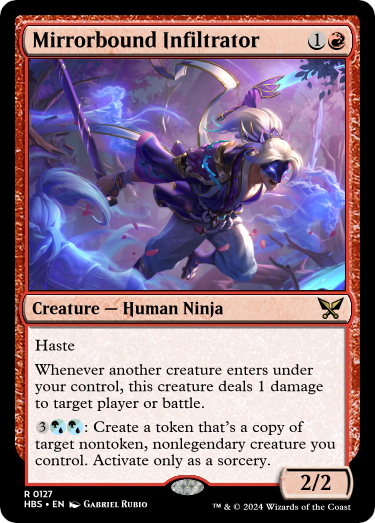 Mirrorbound Infiltrator 1
Creature — Human Ninja
Haste
Whenever another creature enters under
your control, this creature deals 1 damage
to target player or battle.
3: Create a token that's a copy of
target nontoken, nonlegendary creature you
control. Activate only as a sorcery.
2/2
R 0127
HBS • EN Gabriel Rubio
™ & © 2024 Wizards of the Coast